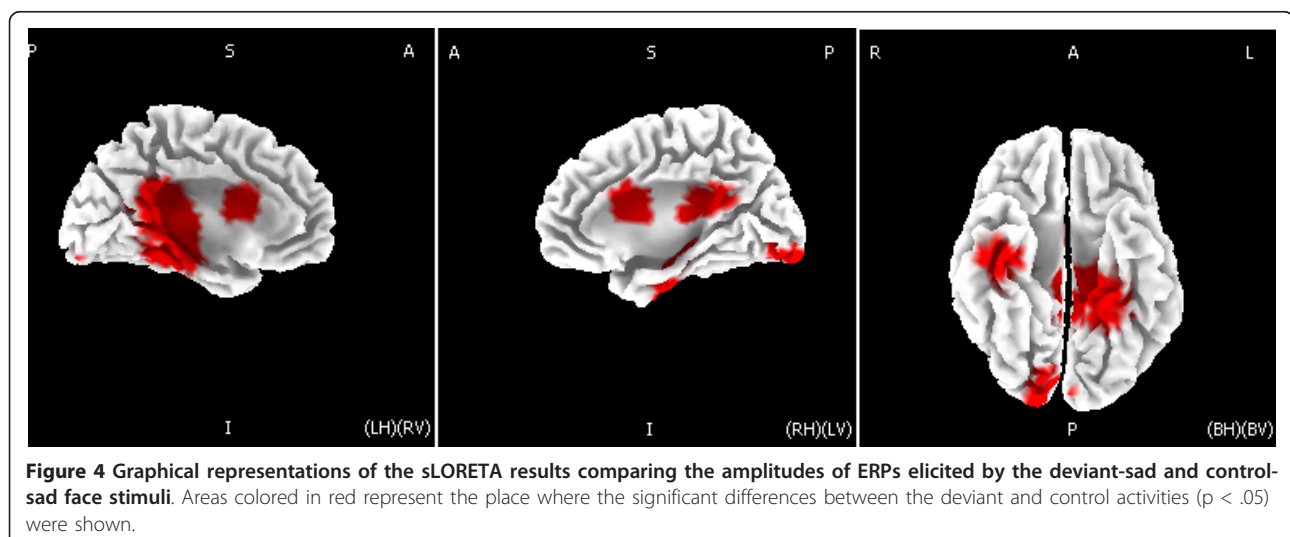 P S A
A S P
R A L
I (LH)(RV)
I (RH)(LV)
P (BH)(BV)
Figure 4 Graphical representations of the sLORETA results comparing the amplitudes of ERPs elicited by the deviant-sad and control-
sad face stimuli. Areas colored in red represent the place where the significant differences between the deviant and control activities (p < .05)
were shown.